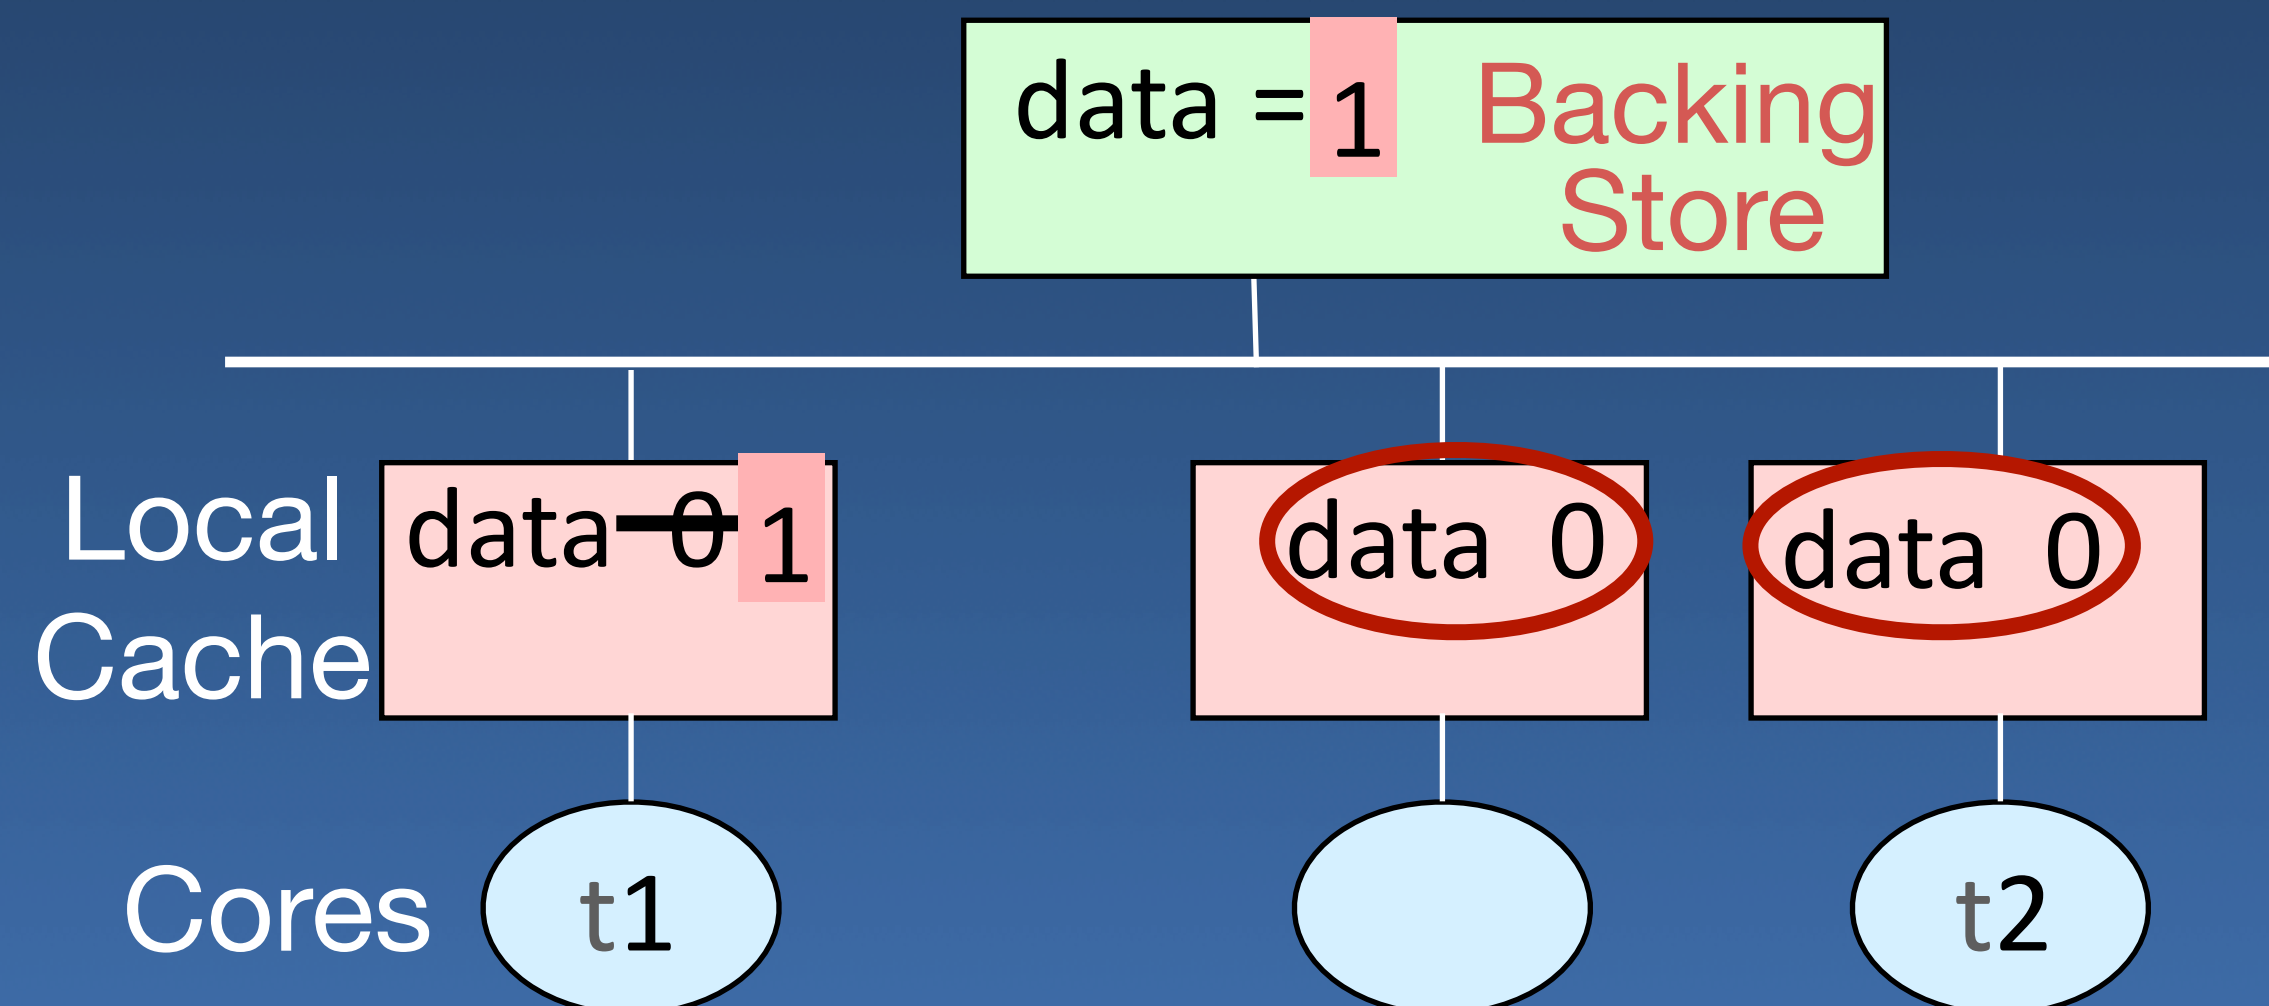 data = 1 Backing
Store
Local
Cache
data 0 1
data 0
data 0
Cores
t1
t2